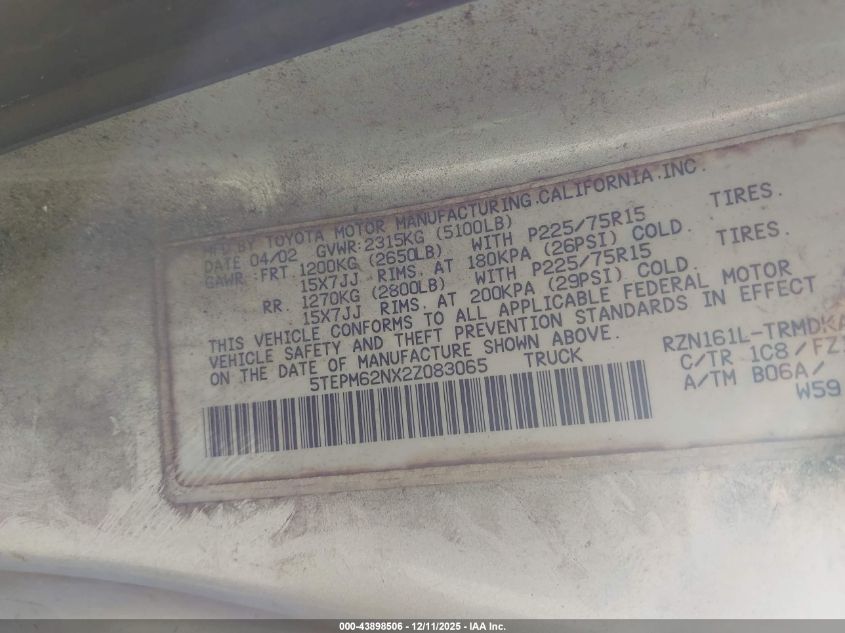 MFD BY TOYOTA MOTOR MANUFACTURING, CALIFORNIA, INC.
DATE 04/02 GVWR:2315KG (5100LB)
GAWR FRT 1200KG (2650LB) WITH P225/75R15 TIRES.
15X7JJ RIMS. AT 180KPA (26PSI) COLD.
RR 1270KG (2800LB) WITH P225/75R15 TIRES.
15X7JJ RIMS. AT 200KPA (29PSI) COLD.
THIS VEHICLE CONFORMS TO ALL APPLICABLE FEDERAL MOTOR
VEHICLE SAFETY AND THEFT PREVENTION STANDARDS IN EFFECT
ON THE DATE OF MANUFACTURE SHOWN ABOVE.
5TEPM62NX2Z083065 TRUCK
RZN161L-TRMDKA
C/TR 1C8/FZ1
A/TM B06A/
W59
000-43898506 - 12/11/2025 - IAA Inc.